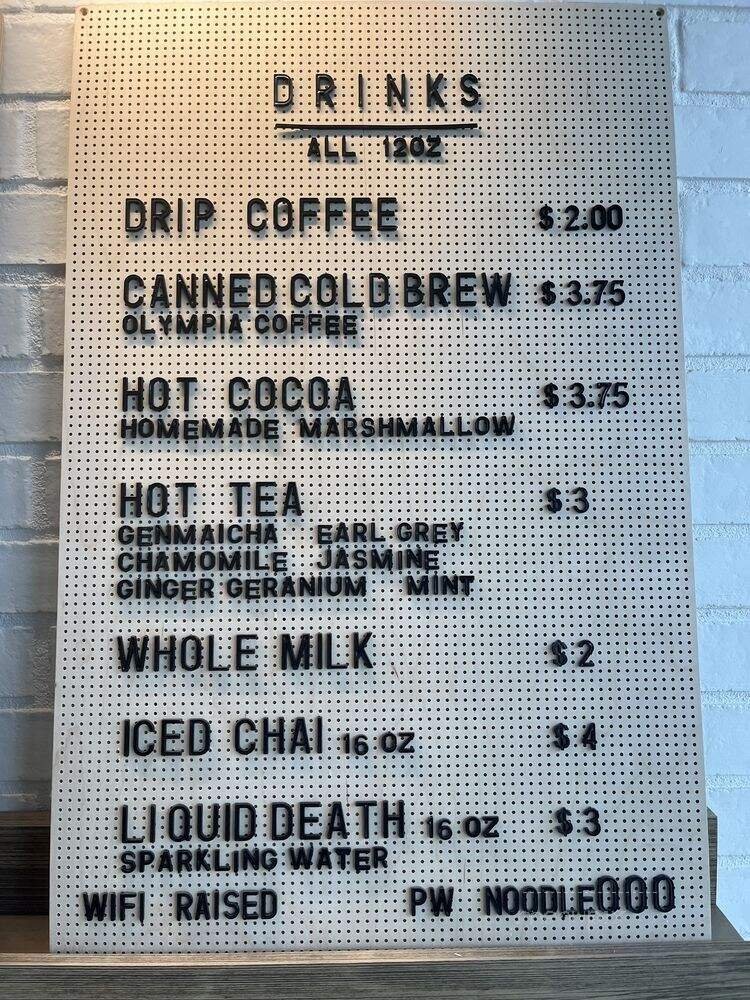 DRINKS
ALL 12OZ
DRIP COFFEE $2.00
CANNED COLD BREW $3.75
OLYMPIA COFFEE
HOT COCOA $3.75
HOMEMADE MARSHMALLOW
HOT TEA $3
GENMAICHA EARL GREY
CHAMOMILE JASMINE
GINGER GERANIUM MINT
WHOLE MILK $2
ICED CHAI 16 OZ $4
LIQUID DEATH 16 OZ $3
SPARKLING WATER
WIFI RAISED PW NOODLE000